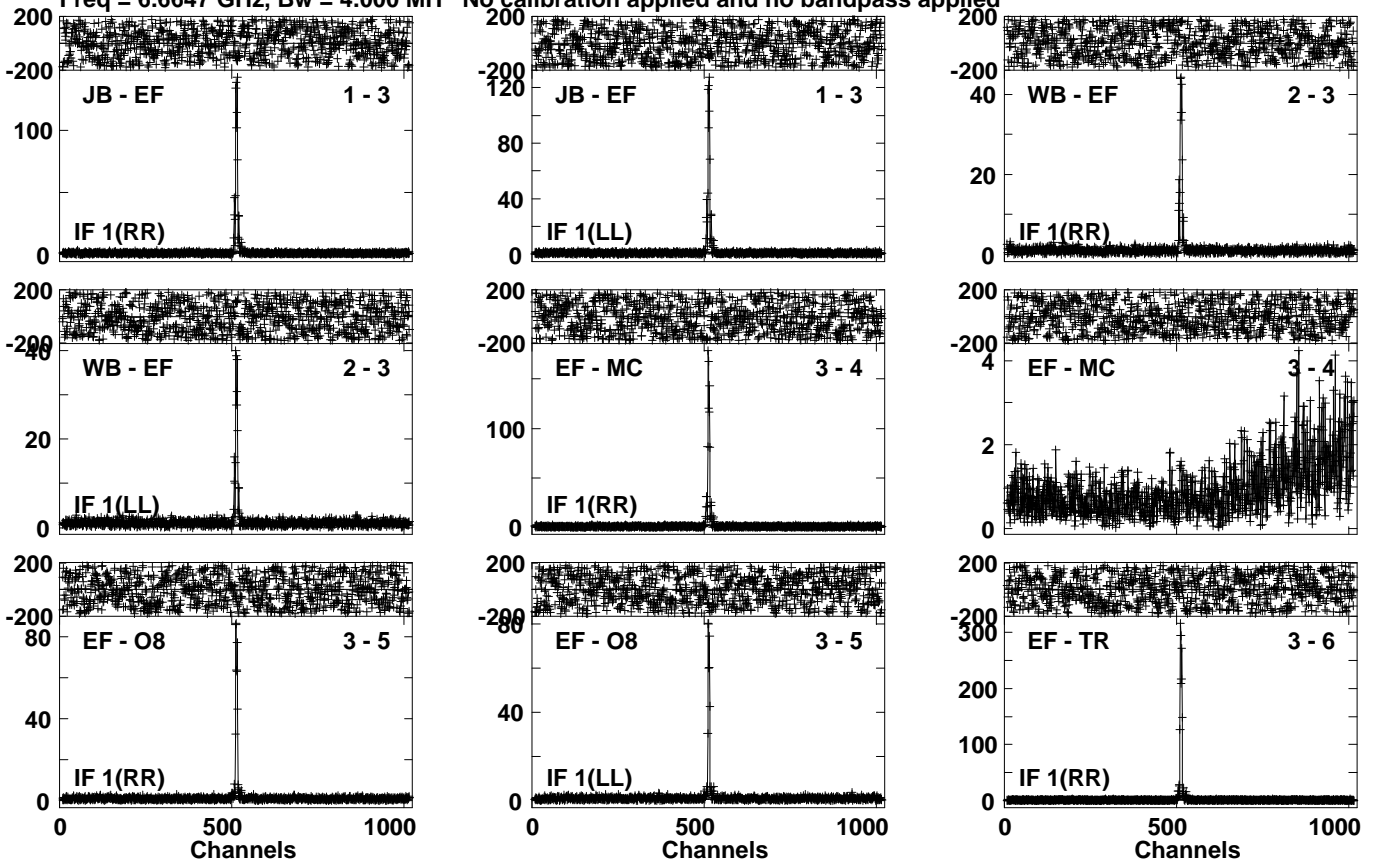 Freq = 6.6647 GHz, Bw = 4.000 MH No calibration applied and no bandpass applied
200
-200
JB - EF 1 - 3
100
IF 1(RR)
0
200
-200
120
JB - EF 1 - 3
80
40
IF 1(LL)
0
200
-200
WB - EF 2 - 3
40
20
IF 1(RR)
0
200
-200
40
WB - EF 2 - 3
20
IF 1(LL)
0
200
-200
EF - MC 3 - 4
100
IF 1(RR)
0
200
-200
4
EF - MC 3 - 4
2
0
200
-200
80
EF - O8 3 - 5
40
IF 1(RR)
0
0 500 1000
Channels
200
-200
80
EF - O8 3 - 5
40
IF 1(LL)
0
0 500 1000
Channels
200
-200
300
EF - TR 3 - 6
200
100
IF 1(RR)
0
0 500 1000
Channels